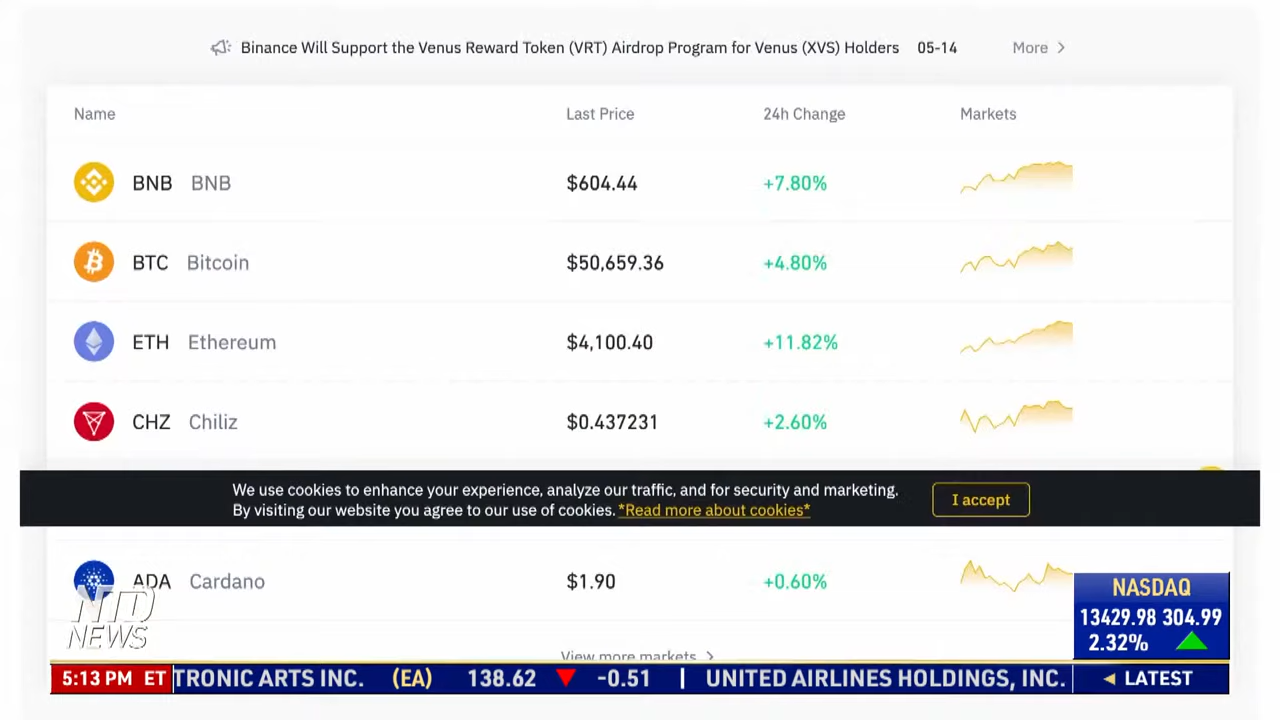 Binance Will Support the Venus Reward Token (VRT) Airdrop Program for Venus (XVS) Holders 05-14 More
Name Last Price 24h Change Markets
BNB BNB $604.44 +7.80%
BTC Bitcoin $50,659.36 +4.80%
ETH Ethereum $4,100.40 +11.82%
CHZ Chiliz $0.437231 +2.60%
We use cookies to enhance your experience, analyze our traffic, and for security and marketing.
By visiting our website you agree to our use of cookies. *Read more about cookies*
I accept
ADA Cardano $1.90 +0.60%
NTD
NEWS
NASDAQ
13429.98 304.99
2.32%
View more markets
5:13 PM ET TRONIC ARTS INC. (EA) 138.62 -0.51 | UNITED AIRLINES HOLDINGS, INC. LATEST